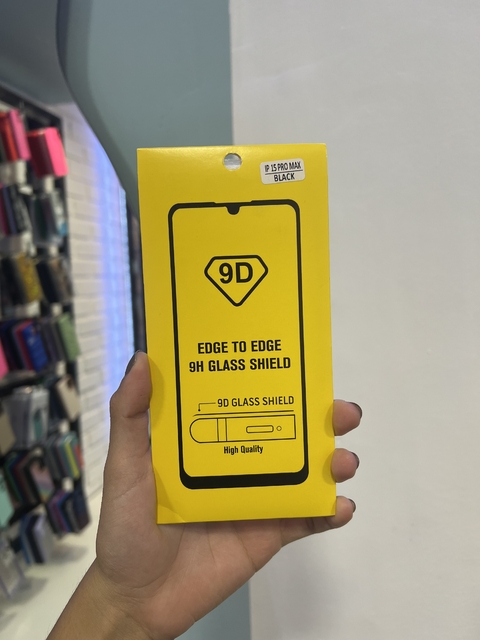 IP 15 PRO MAX
BLACK
9D
EDGE TO EDGE
9H GLASS SHIELD
9D GLASS SHIELD
High Quality